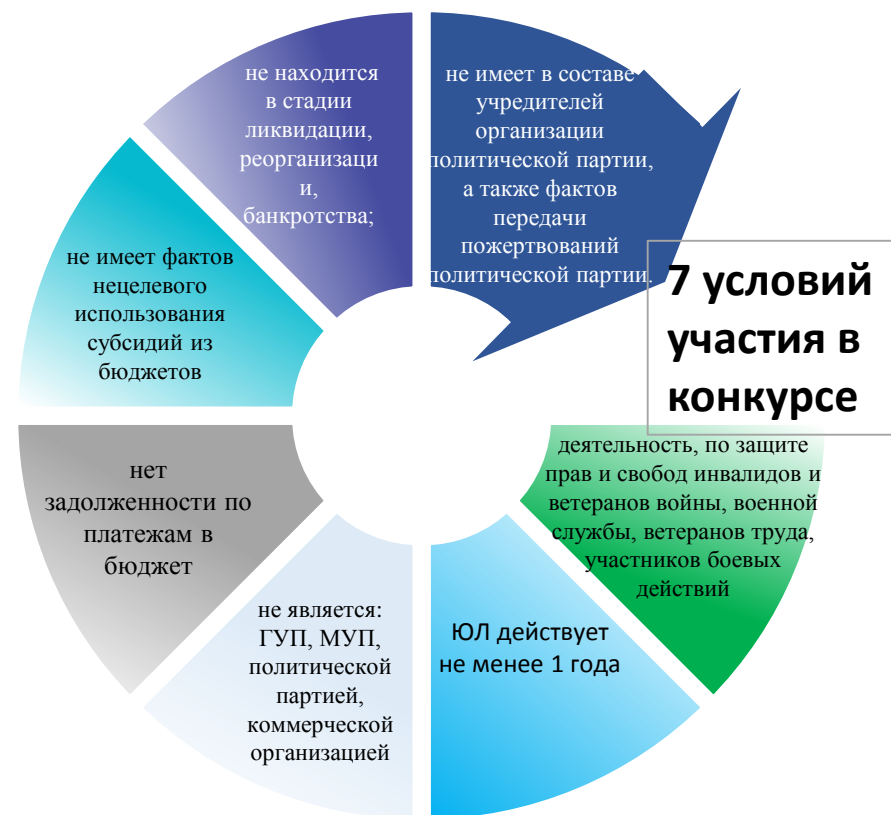 7 условий
участия в
конкурсе
деятельность, по защите
прав и свобод инвалидов и
ветеранов войны, военной
службы, ветеранов труда,
участников боевых
действий
ЮЛ действует
не менее 1 года
не является:
ГУП, МУП,
политической
партией,
коммерческой
организацией
нет
задолженности по
платежам в
бюджет
не имеет фактов
нецелевого
использования
субсидий из
бюджетов
не находится
в стадии
ликвидации,
реорганизаци
и,
банкротства;
не имеет в составе
учредителей
организации
политической партии,
а также фактов
передачи
пожертвований
политической партии.